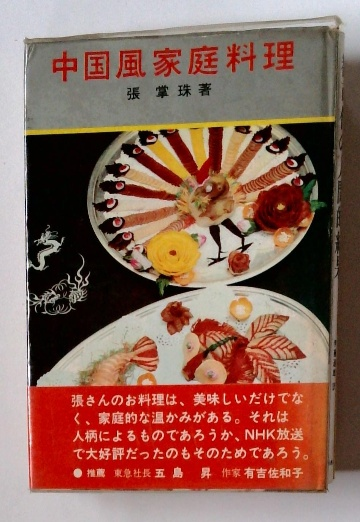 中国風家庭料理
張 掌 珠 著
張さんのお料理は、美味しいだけでな
く、家庭的な温かみがある。それは
人柄によるものであろうか、NHK放送
で大好評だったのもそのためであろう。
●推薦 東急社長 五島 昇 作家 有吉佐和子